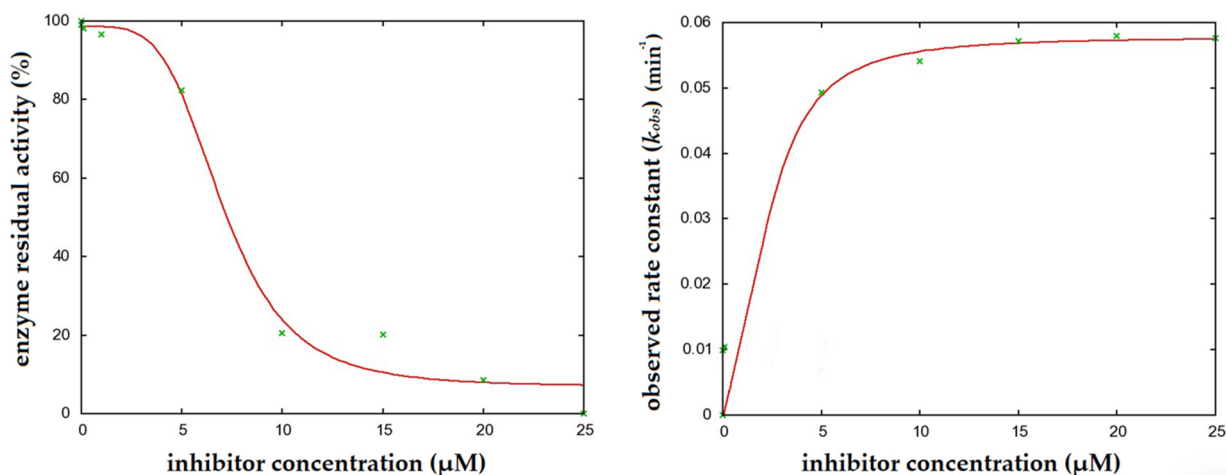 enzyme residual activity (%)
100
80
60
40
20
0
0 5 10 15 20 25
inhibitor concentration (μM)
observed rate constant (k_obs) (min⁻¹)
0.06
0.05
0.04
0.03
0.02
0.01
0
0 5 10 15 20 25
inhibitor concentration (μM)